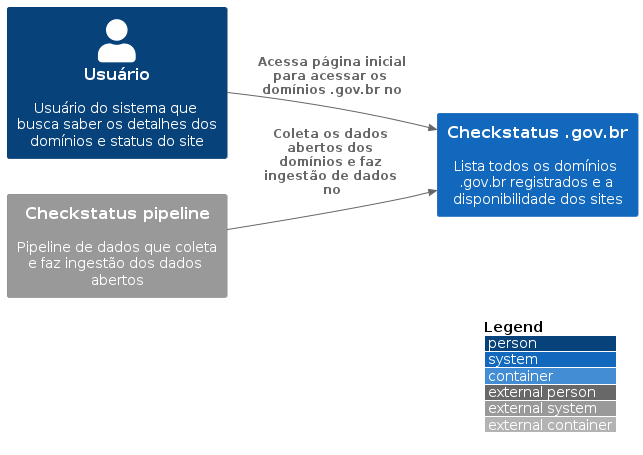 Usuário
Usuário do sistema que
busca saber os detalhes dos
domínios e status do site
Acessa página inicial
para acessar os
domínios .gov.br no
Coleta os dados
abertos dos
domínios e faz
ingestão de dados
no
Checkstatus .gov.br
Lista todos os domínios
.gov.br registrados e a
disponibilidade dos sites
Checkstatus pipeline
Pipeline de dados que coleta
e faz ingestão dos dados
abertos
Legend
person
system
container
external person
external system
external container